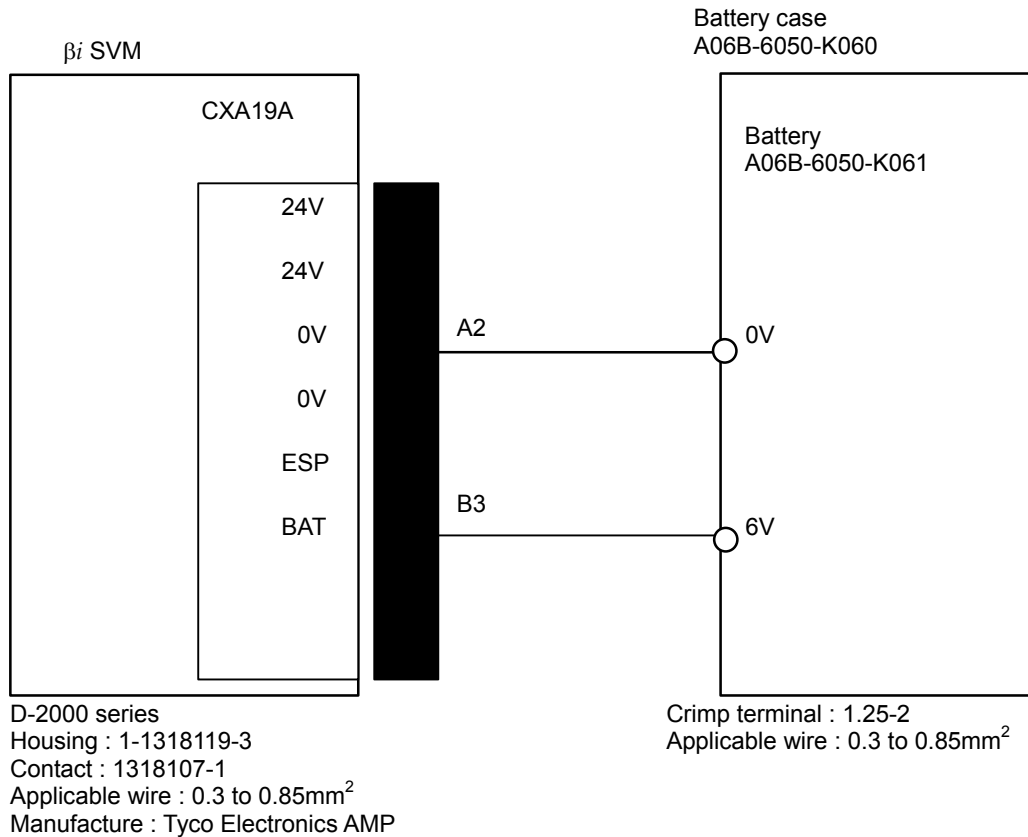 βi SVM
CXA19A
24V
24V
0V
0V
ESP
BAT
A2
B3
Battery case
A06B-6050-K060
Battery
A06B-6050-K061
0V
6V
D-2000 series
Housing : 1-1318119-3
Contact : 1318107-1
Applicable wire : 0.3 to 0.85mm²
Manufacture : Tyco Electronics AMP
Crimp terminal : 1.25-2
Applicable wire : 0.3 to 0.85mm²